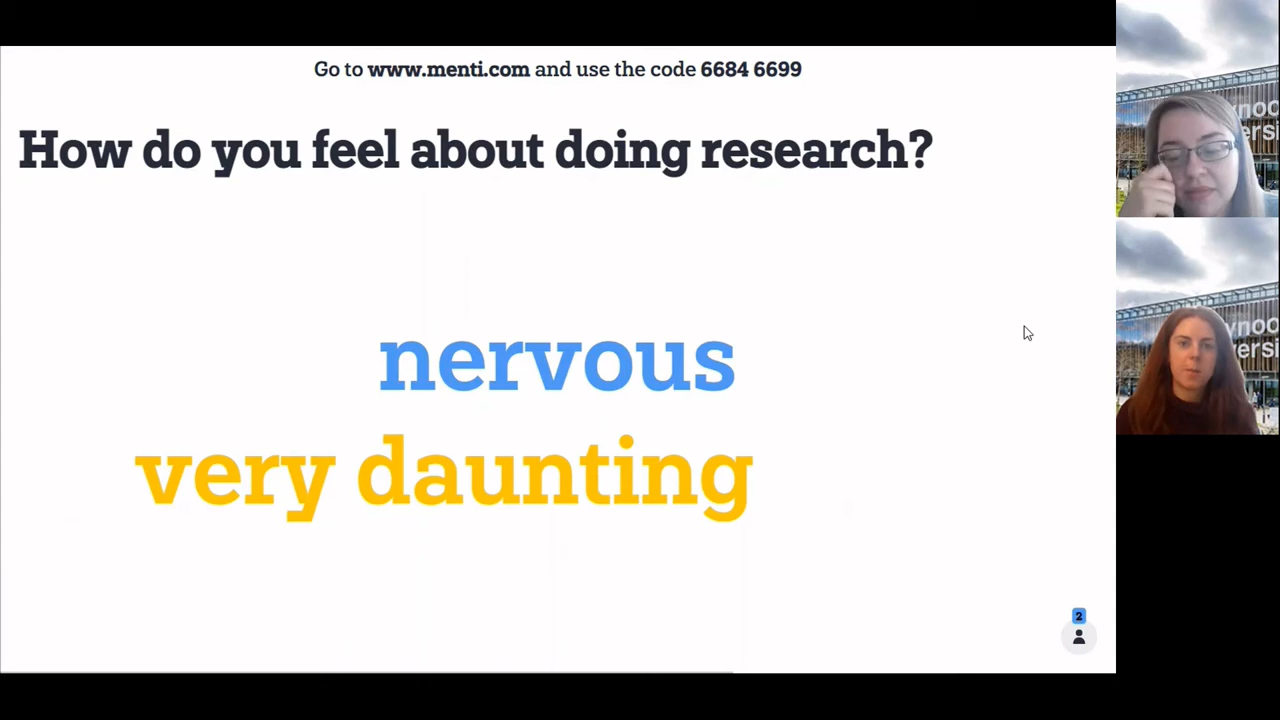 Go to www.menti.com and use the code 6684 6699
How do you feel about doing research?
nervous
very daunting
2